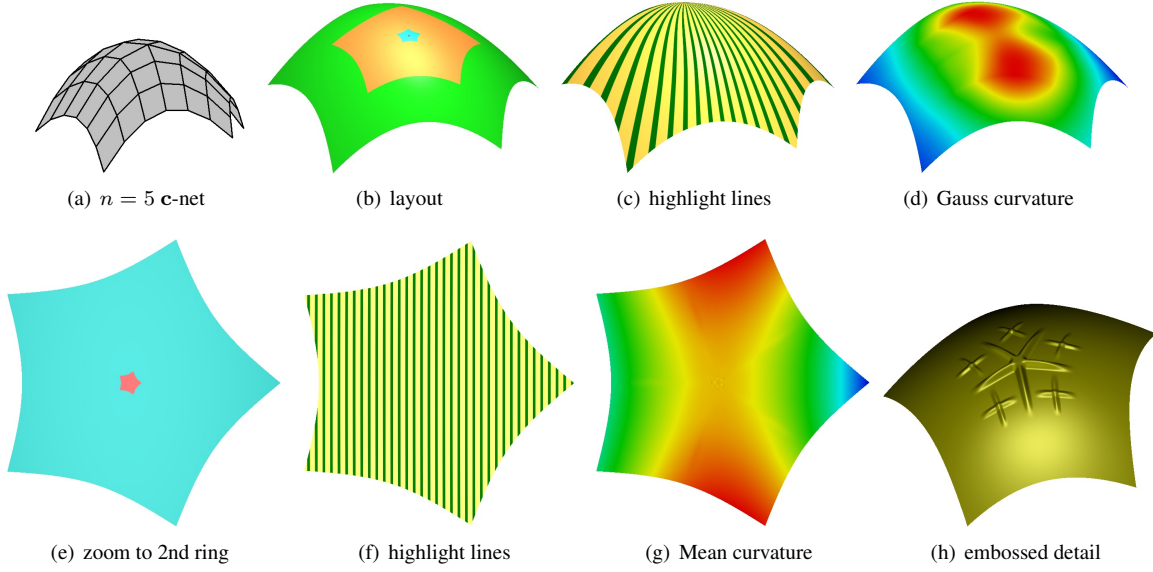 (a) n = 5 c-net
(b) layout
(c) highlight lines
(d) Gauss curvature
(e) zoom to 2nd ring
(f) highlight lines
(g) Mean curvature
(h) embossed detail